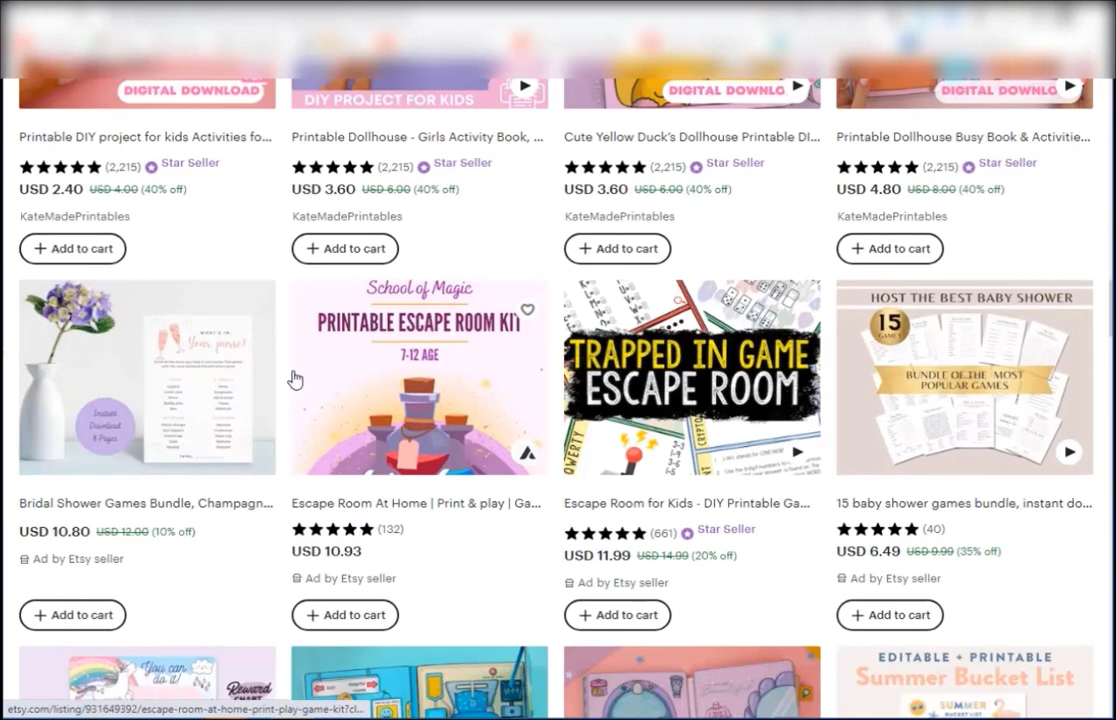 DIGITAL DOWNLOAD
DIY PROJECT FOR KIDS
DIGITAL DOWNLO
DIGITAL DOWNLO
Printable DIY project for kids Activities fo...
Printable Dollhouse - Girls Activity Book, ...
Cute Yellow Duck's Dollhouse Printable DI...
Printable Dollhouse Busy Book & Activitie...
(2,215) Star Seller
(2,215) Star Seller
(2,215) Star Seller
(2,215) Star Seller
USD 2.40 USD 4.00 (40% off)
USD 3.60 USD 6.00 (40% off)
USD 3.60 USD 6.00 (40% off)
USD 4.80 USD 8.00 (40% off)
KateMadePrintables
KateMadePrintables
KateMadePrintables
KateMadePrintables
+ Add to cart
+ Add to cart
+ Add to cart
+ Add to cart
WHAT'S IN...
Your purse?
Instant
Download
8 Pages
School of Magic
PRINTABLE ESCAPE ROOM KIT
7-12 AGE
TRAPPED IN GAME
ESCAPE ROOM
QWERTY
HOST THE BEST BABY SHOWER
15
GAMES
BUNDLE OF THE MOST
POPULAR GAMES
Bridal Shower Games Bundle, Champagn...
Escape Room At Home | Print & play | Ga...
Escape Room for Kids - DIY Printable Ga...
15 baby shower games bundle, instant do...
USD 10.80 USD 12.00 (10% off)
(132)
(661) Star Seller
(40)
USD 10.93
USD 11.99 USD 14.99 (20% off)
USD 6.49 USD 9.99 (35% off)
Ad by Etsy seller
Ad by Etsy seller
Ad by Etsy seller
Ad by Etsy seller
+ Add to cart
+ Add to cart
+ Add to cart
+ Add to cart
You can
do it!
Reward
EDITABLE + PRINTABLE
Summer Bucket List
SUMMER
etsy.com/listing/931649392/escape-room-at-home-print-play-game-kit?cl...